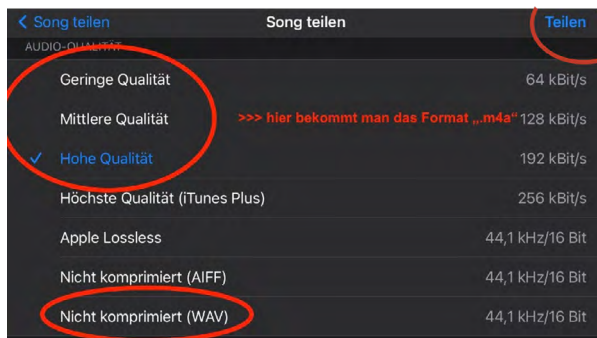 Song teilen Song teilen Teilen
AUDIO-QUALITÄT
Geringe Qualität 64 kBit/s
Mittlere Qualität >>> hier bekommt man das Format „.m4a“ 128 kBit/s
✓ Hohe Qualität 192 kBit/s
Höchste Qualität (iTunes Plus) 256 kBit/s
Apple Lossless 44,1 kHz/16 Bit
Nicht komprimiert (AIFF) 44,1 kHz/16 Bit
Nicht komprimiert (WAV) 44,1 kHz/16 Bit